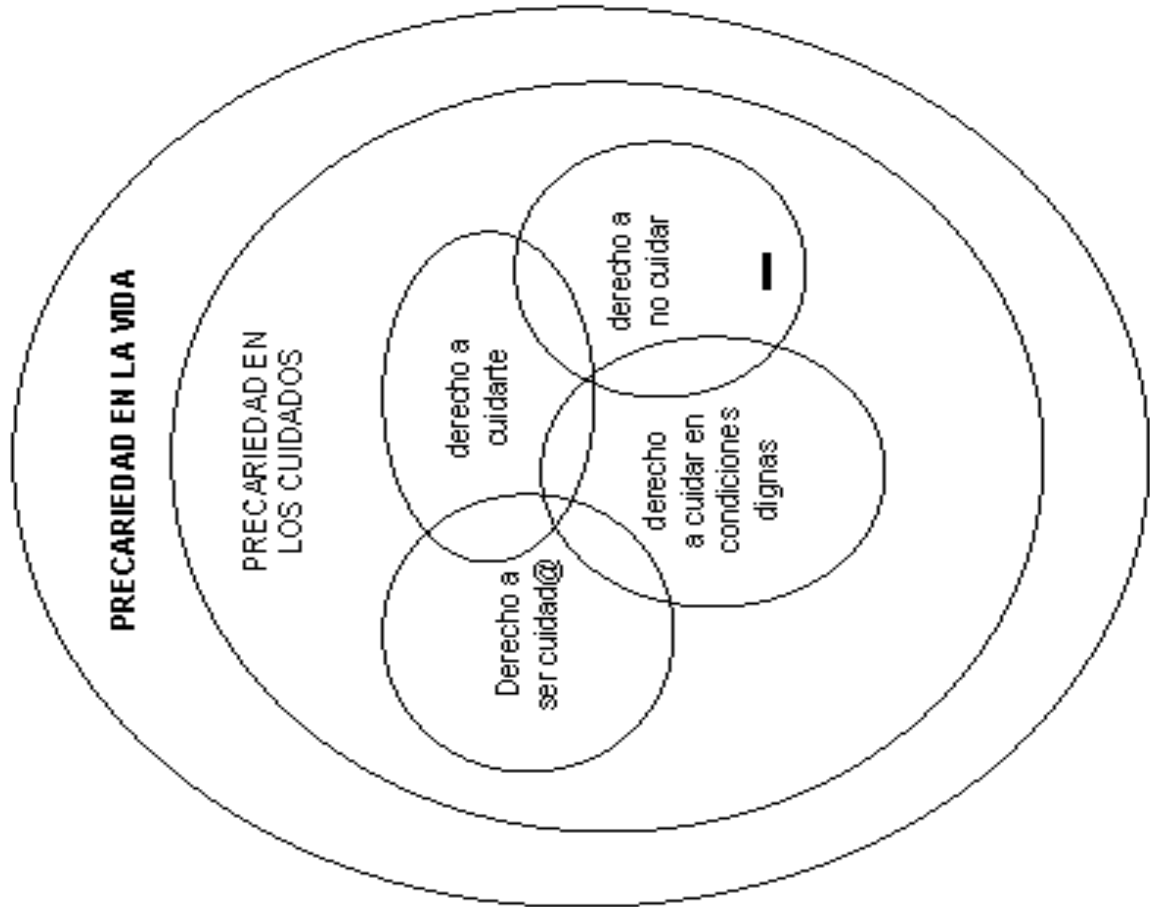 PRECARIEDAD EN LA VIDA
PRECARIEDAD EN
LOS CUIDADOS
Derecho a
ser cuidad@
derecho a
cuidarte
derecho
a cuidar en
condiciones
dignas
derecho a
no cuidar